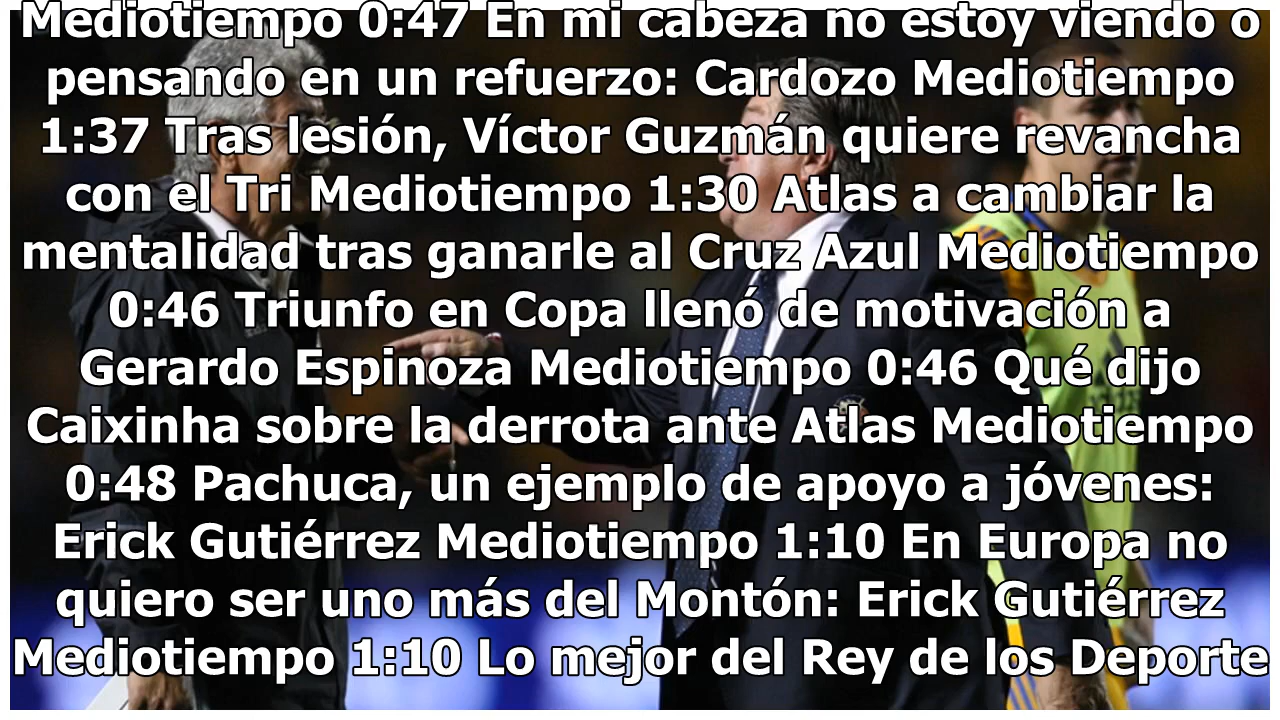 Mediotiempo 0:47 En mi cabeza no estoy viendo o
pensando en un refuerzo: Cardozo Mediotiempo
1:37 Tras lesión, Víctor Guzmán quiere revancha
con el Tri Mediotiempo 1:30 Atlas a cambiar la
mentalidad tras ganarle al Cruz Azul Mediotiempo
0:46 Triunfo en Copa llenó de motivación a
Gerardo Espinoza Mediotiempo 0:46 Qué dijo
Caixinha sobre la derrota ante Atlas Mediotiempo
0:48 Pachuca, un ejemplo de apoyo a jóvenes:
Erick Gutiérrez Mediotiempo 1:10 En Europa no
quiero ser uno más del Montón: Erick Gutiérrez
Mediotiempo 1:10 Lo mejor del Rey de los Deporte